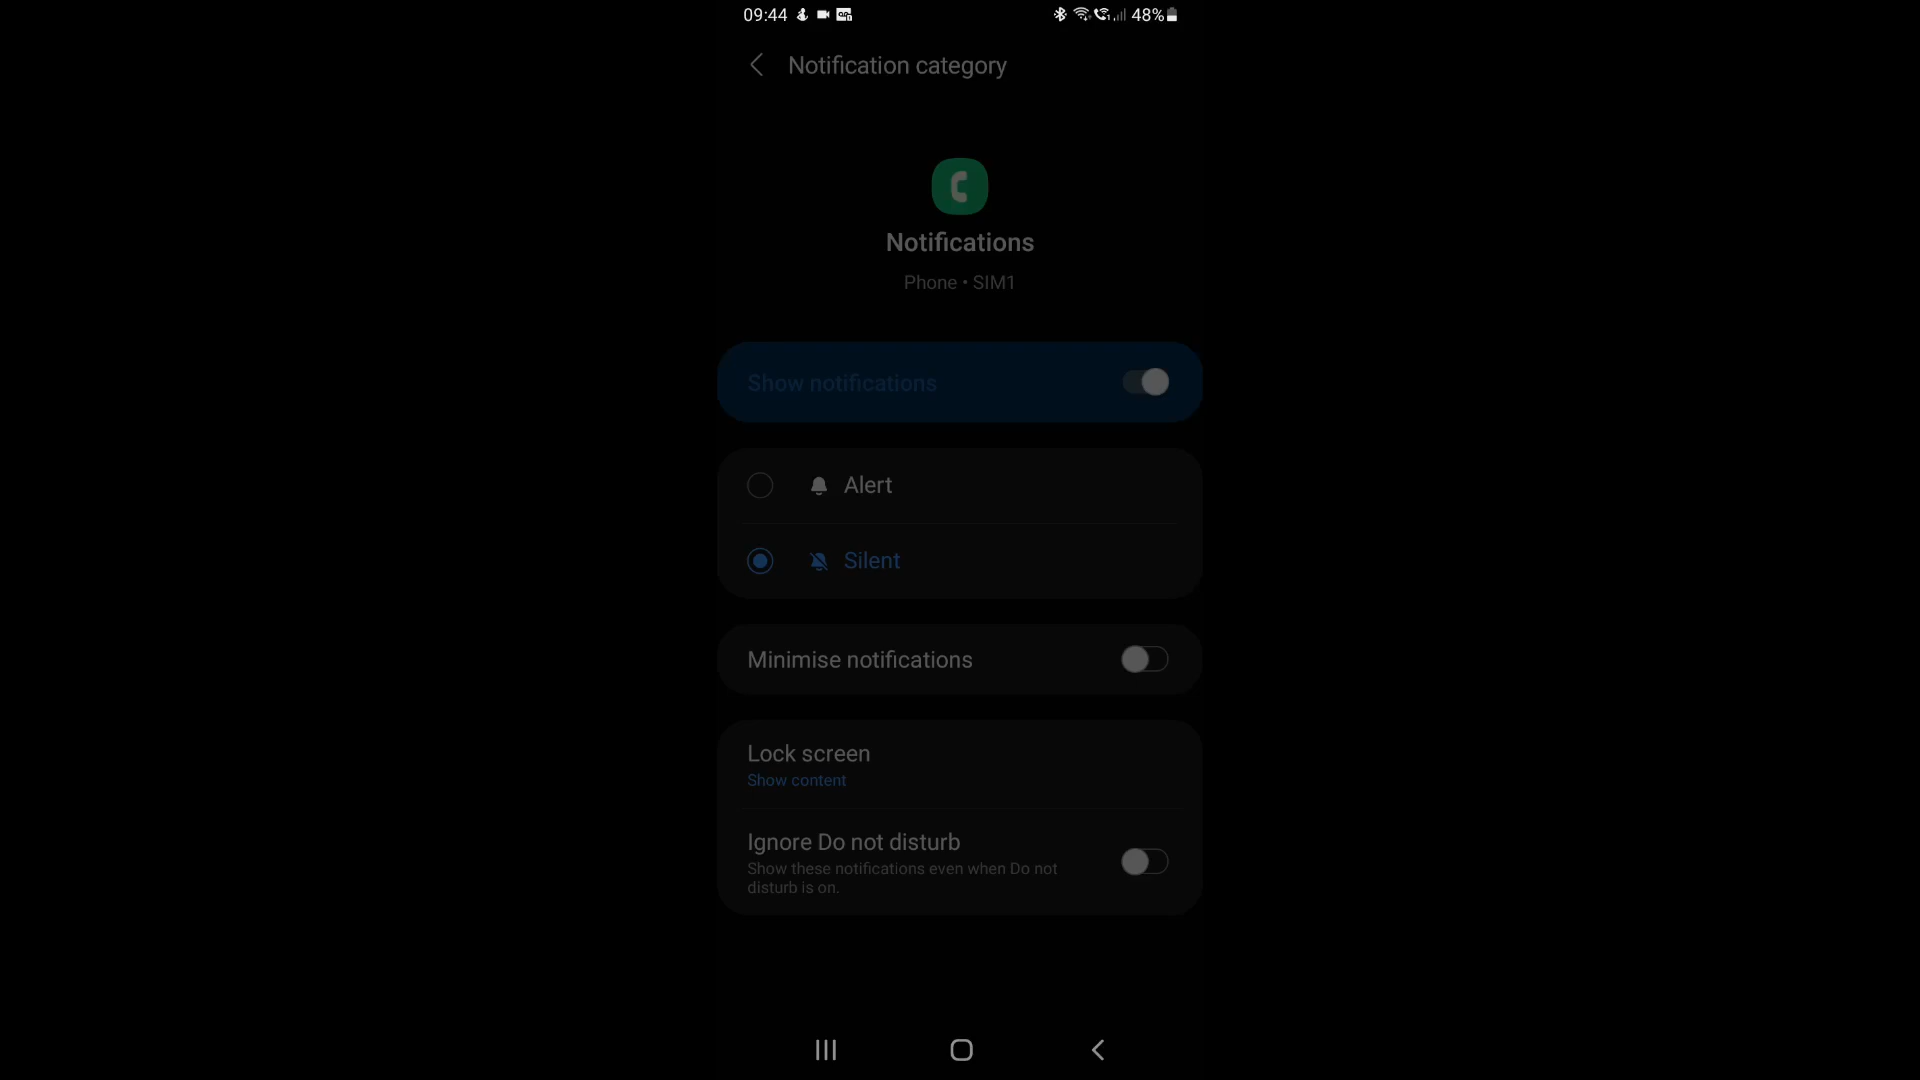 09:44 48%
Notification category
Notifications
Phone • SIM1
Show notifications
Alert
Silent
Minimise notifications
Lock screen
Show content
Ignore Do not disturb
Show these notifications even when Do not
disturb is on.